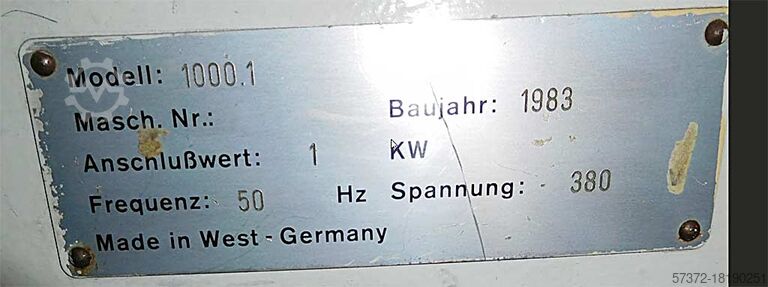 Modell: 1000.1
Masch. Nr.: Baujahr: 1983
Anschlußwert: 1 KW
Frequenz: 50 Hz Spannung: 380
Made in West-Germany
57372-18190251